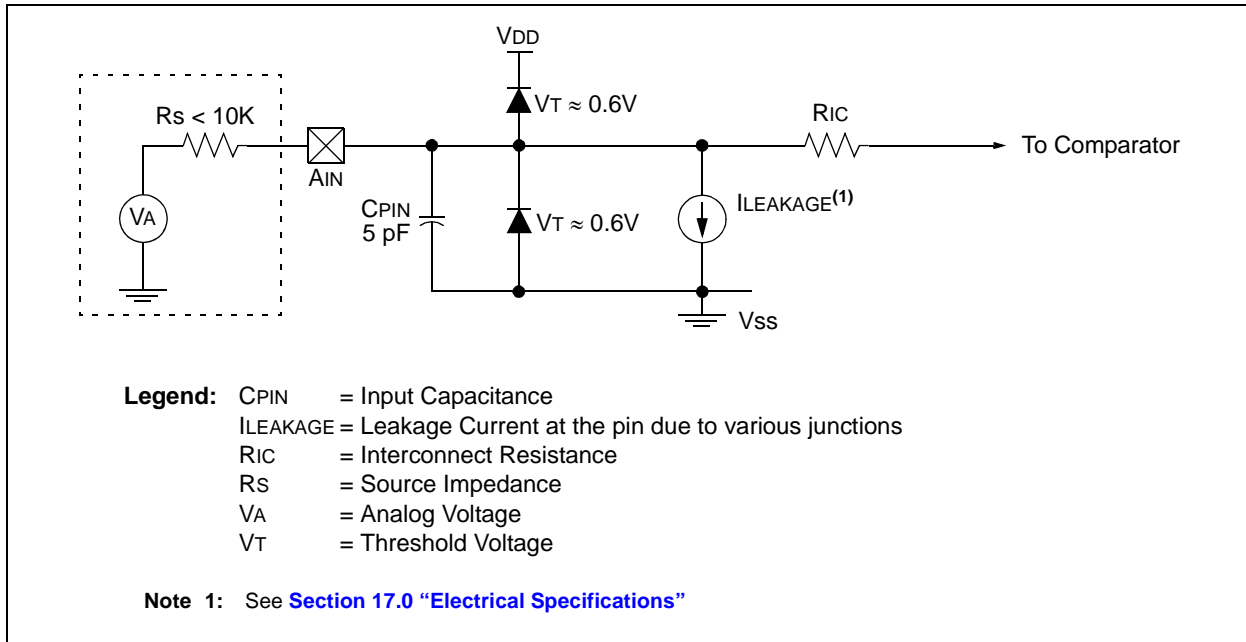 VDD
VT ≈ 0.6V
RS < 10K
RIC
To Comparator
AIN
VA
CPIN
5 pF
VT ≈ 0.6V
ILEAKAGE(1)
VSS
Legend: CPIN = Input Capacitance
ILEAKAGE = Leakage Current at the pin due to various junctions
RIC = Interconnect Resistance
RS = Source Impedance
VA = Analog Voltage
VT = Threshold Voltage
Note 1: See Section 17.0 “Electrical Specifications”